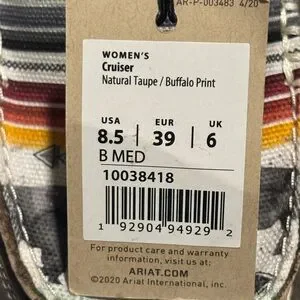 AR-P-003483 4/20
WOMEN'S
Cruiser
Natural Taupe / Buffalo Print
USA EUR UK
8.5 39 6
B MED
10038418
1 92904 94929 2
For product care and warranty
information, visit us at:
ARIAT.COM
©2020 Ariat International, Inc.